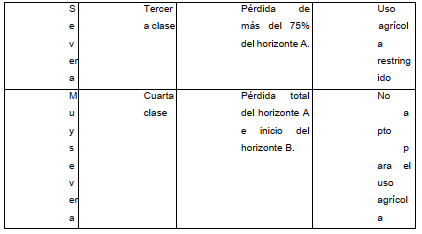 S
e
v
er
a
Tercer
a clase
Pérdida de
más del 75%
del horizonte A.
Uso
agrícol
a
restring
ido
M
u
y s
e
v
er
a
Cuarta
clase
Pérdida total
del horizonte A
e inicio del
horizonte B.
No
a
pto
p
ara el
uso
agrícol
a